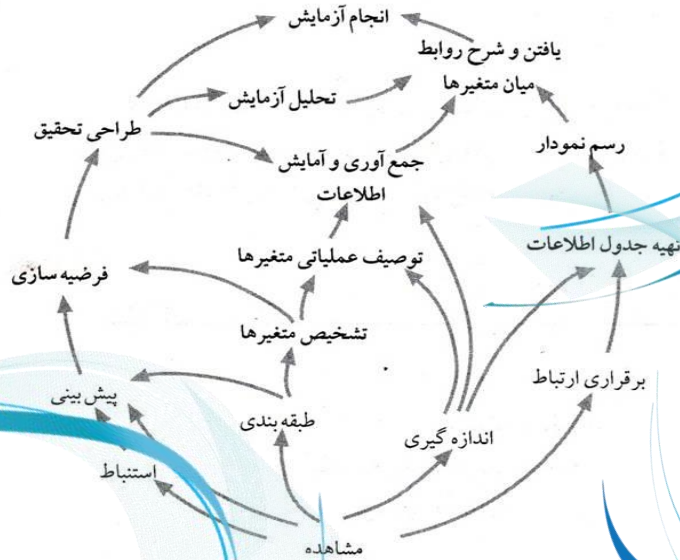 انجام آزمایش
یافتن و شرح روابط
میان متغیرها
تحلیل آزمایش
طراحی تحقیق
رسم نمودار
جمع آوری و آمایش
اطلاعات
تهیه جدول اطلاعات
توصیف عملیاتی متغیرها
فرضیه سازی
تشخیص متغیرها
برقراری ارتباط
پیش بینی
طبقه بندی
اندازه گیری
استنباط
مشاهده